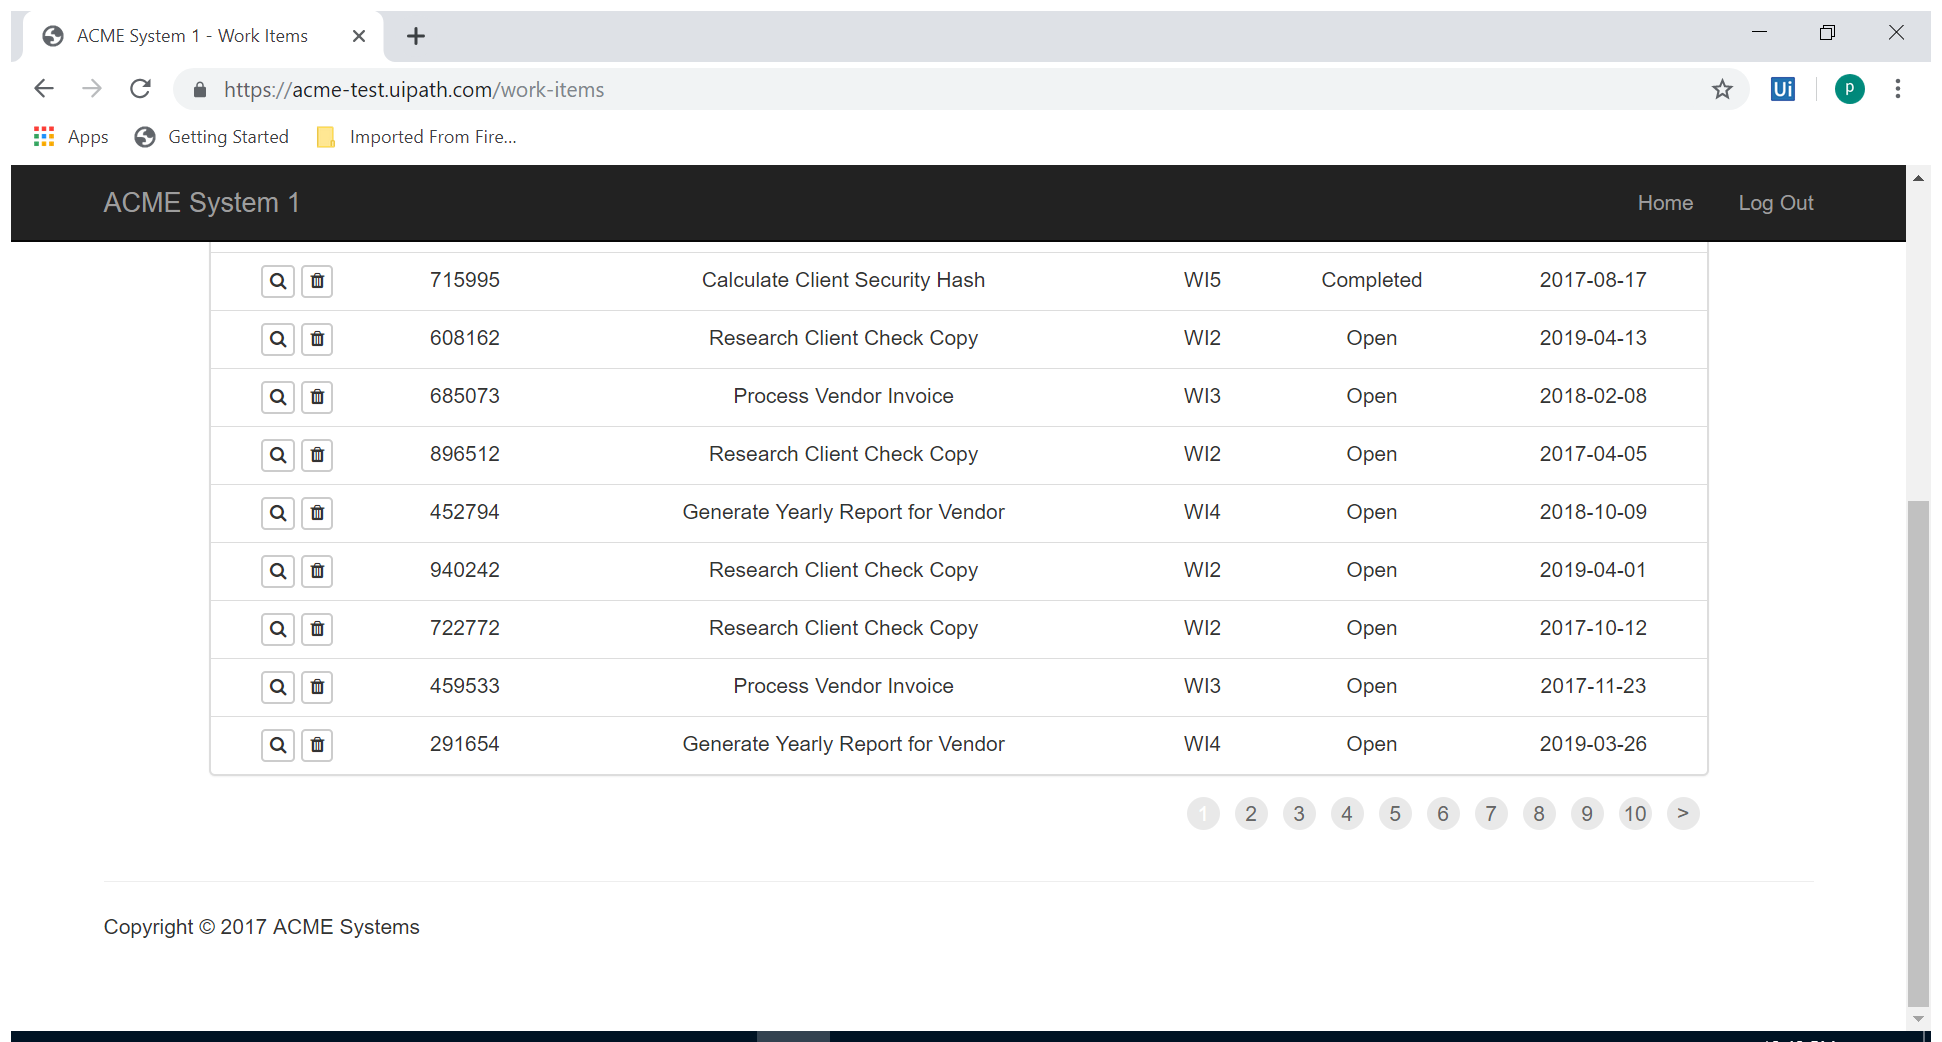 ACME System 1 - Work Items
https://acme-test.uipath.com/work-items
Ui
P
Apps Getting Started Imported From Fire...
ACME System 1 Home Log Out
715995 Calculate Client Security Hash WI5 Completed 2017-08-17
608162 Research Client Check Copy WI2 Open 2019-04-13
685073 Process Vendor Invoice WI3 Open 2018-02-08
896512 Research Client Check Copy WI2 Open 2017-04-05
452794 Generate Yearly Report for Vendor WI4 Open 2018-10-09
940242 Research Client Check Copy WI2 Open 2019-04-01
722772 Research Client Check Copy WI2 Open 2017-10-12
459533 Process Vendor Invoice WI3 Open 2017-11-23
291654 Generate Yearly Report for Vendor WI4 Open 2019-03-26
1 2 3 4 5 6 7 8 9 10 >
Copyright © 2017 ACME Systems